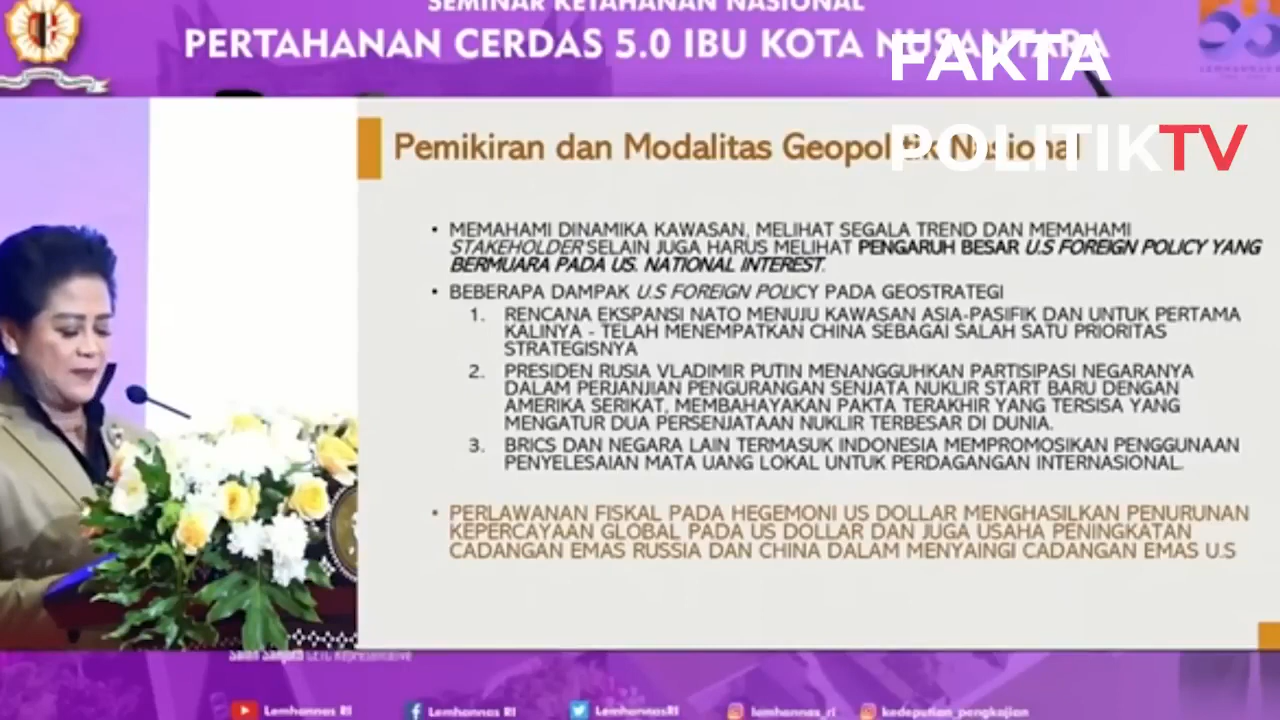 SEMINAR KETAHANAN NASIONAL
PERTAHANAN CERDAS 5.0 IBU KOTA NUSANTARA
FAKTA
POLITIKTV
Pemikiran dan Modalitas Geopolitik Nasional
• MEMAHAMI DINAMIKA KAWASAN, MELIHAT SEGALA TREND DAN MEMAHAMI
STAKEHOLDER SELAIN JUGA HARUS MELIHAT PENGARUH BESAR U.S FOREIGN POLICY YANG
BERMUARA PADA US. NATIONAL INTEREST.
• BEBERAPA DAMPAK U.S FOREIGN POLICY PADA GEOSTRATEGI
1. RENCANA EKSPANSI NATO MENUJU KAWASAN ASIA-PASIFIK DAN UNTUK PERTAMA
KALINYA - TELAH MENEMPATKAN CHINA SEBAGAI SALAH SATU PRIORITAS
STRATEGISNYA
2. PRESIDEN RUSIA VLADIMIR PUTIN MENANGGUHKAN PARTISIPASI NEGARANYA
DALAM PERJANJIAN PENGURANGAN SENJATA NUKLIR START BARU DENGAN
AMERIKA SERIKAT, MEMBAHAYAKAN PAKTA TERAKHIR YANG TERSISA YANG
MENGATUR DUA PERSENJATAAN NUKLIR TERBESAR DI DUNIA.
3. BRICS DAN NEGARA LAIN TERMASUK INDONESIA MEMPROMOSIKAN PENGGUNAAN
PENYELESAIAN MATA UANG LOKAL UNTUK PERDAGANGAN INTERNASIONAL.
• PERLAWANAN FISKAL PADA HEGEMONI US DOLLAR MENGHASILKAN PENURUNAN
KEPERCAYAAN GLOBAL PADA US DOLLAR DAN JUGA USAHA PENINGKATAN
CADANGAN EMAS RUSSIA DAN CHINA DALAM MENYAINGI CADANGAN EMAS U.S
Lemhannas RI
Lemhannas RI
LemhannasRI
lemhannas_ri
kedeputian_pengkajian